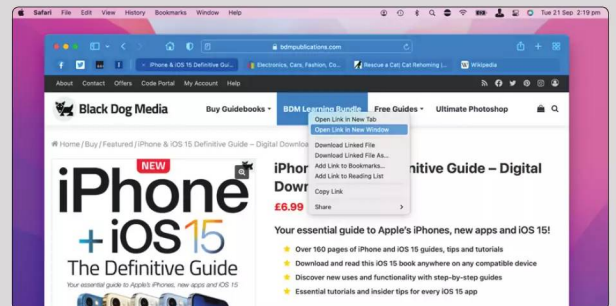 Safari File Edit View History Bookmarks Window Help Tue 21 Sep 2:19 pm
bdmpublications.com
iPhone & iOS 15 Definitive Gui... Electronics, Cars, Fashion, Co... Rescue a Cat| Cat Rehoming |... Wikipedia
About Contact Offers Code Portal My Account Help
Black Dog Media Buy Guidebooks BDM Learning Bundle Free Guides Ultimate Photoshop
Open Link in New Tab
Open Link in New Window
Download Linked File
Download Linked File As...
Add Link to Bookmarks...
Add Link to Reading List
Copy Link
Share
Home / Buy / Featured / iPhone & iOS 15 Definitive Guide – Digital Downlo
NEW
iPhone
+ iOS 15
The Definitive Guide
Your essential guide to Apple's iPhones, new apps and iOS 15
iPhor nitive Guide – Digital
Dowr
£6.99
Your essential guide to Apple's iPhones, new apps and iOS 15!
Over 160 pages of iPhone and iOS 15 guides, tips and tutorials
Download and read this iOS 15 book anywhere on any compatible device
Discover new uses and functionality with step-by-step guides
Essential tutorials and insider tips for every iOS 15 app